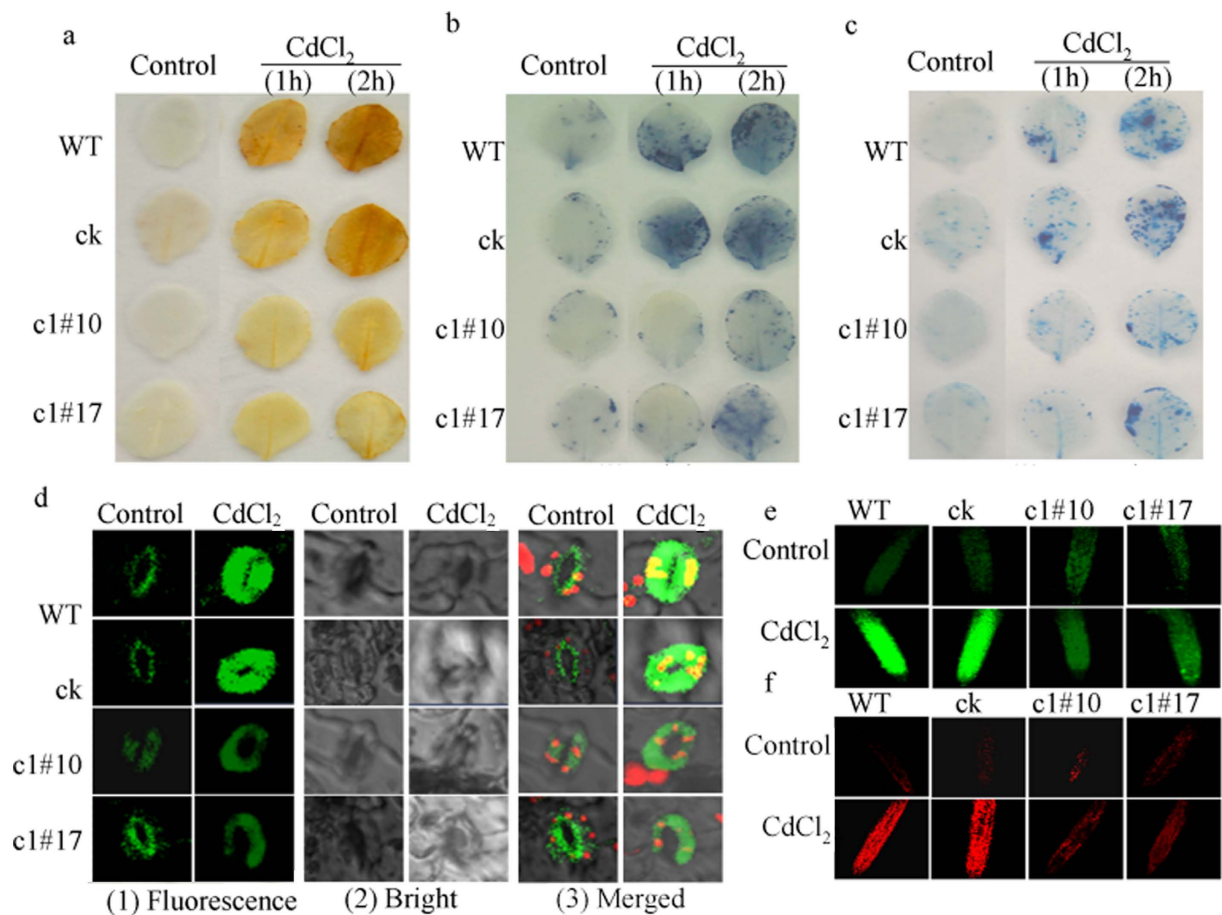 a
Control
CdCl₂
(1h) (2h)
WT
ck
c1#10
c1#17
b
Control
CdCl₂
(1h) (2h)
WT
ck
c1#10
c1#17
c
Control
CdCl₂
(1h) (2h)
WT
ck
c1#10
c1#17
d
Control CdCl₂ Control CdCl₂ Control CdCl₂
WT
ck
c1#10
c1#17
(1) Fluorescence (2) Bright (3) Merged
e
WT ck c1#10 c1#17
Control
CdCl₂
f
WT ck c1#10 c1#17
Control
CdCl₂